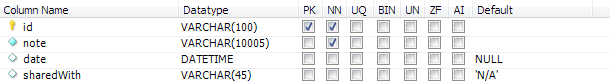 Column Name Datatype PK NN UQ BIN UN ZF AI Default
id VARCHAR(100)
note VARCHAR(10005)
date DATETIME NULL
sharedWith VARCHAR(45) 'N/A'